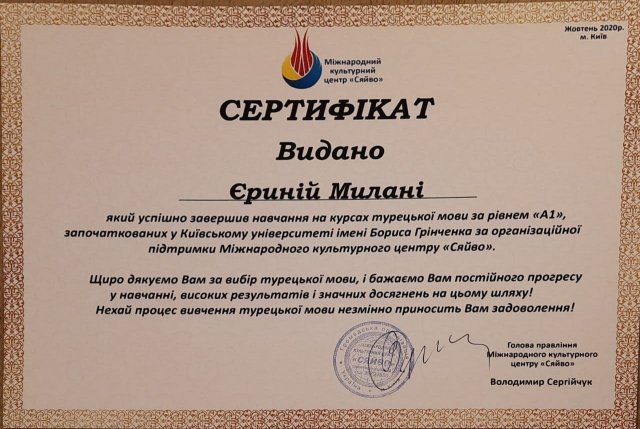 Жовтень 2020р.
м. Київ
Міжнародний
культурний
центр «Сяйво»
СЕРТИФІКАТ
Видано
Єриній Милані
який успішно завершив навчання на курсах турецької мови за рівнем «А1»,
започаткованих у Київському університеті імені Бориса Грінченка за організаційної
підтримки Міжнародного культурного центру «Сяйво».
Щиро дякуємо Вам за вибір турецької мови, і бажаємо Вам постійного прогресу
у навчанні, високих результатів і значних досягнень на цьому шляху!
Нехай процес вивчення турецької мови незмінно приносить Вам задоволення!
«СЯЙВО»
Голова правління
Міжнародного культурного
центру «Сяйво»
Володимир Сергійчук